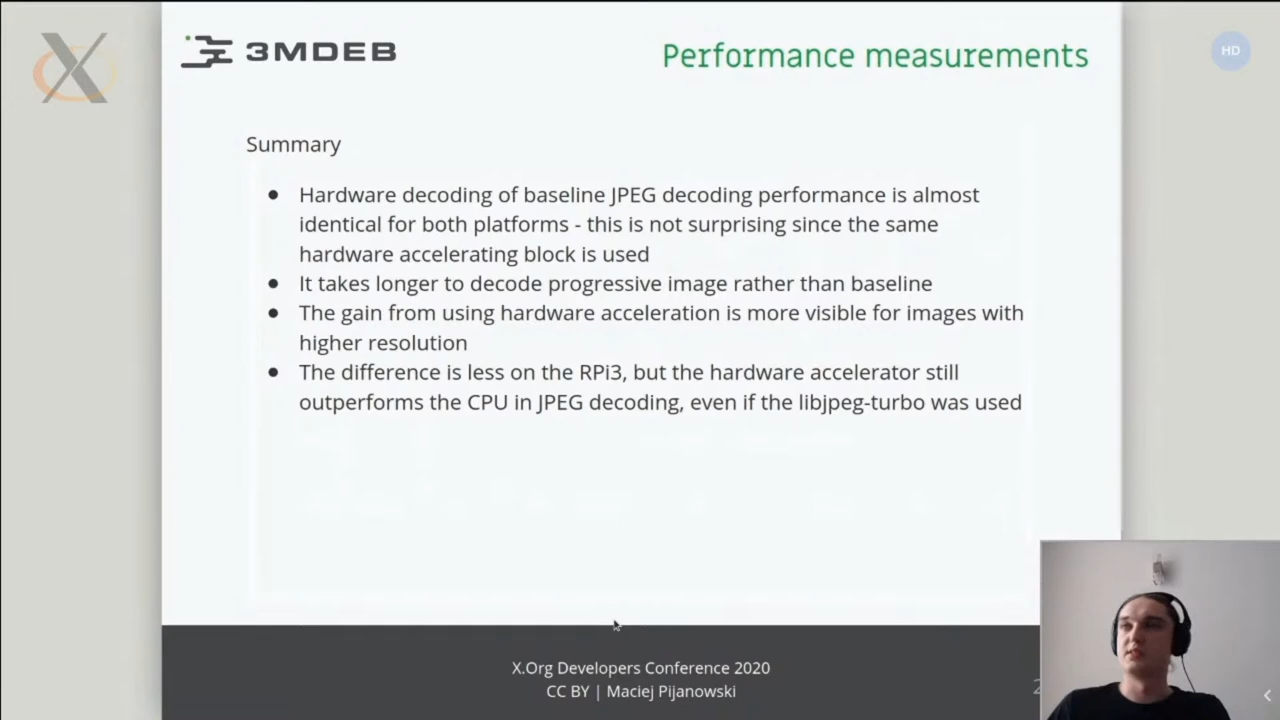 3MDEB
Performance measurements
HD
Summary
● Hardware decoding of baseline JPEG decoding performance is almost
identical for both platforms - this is not surprising since the same
hardware accelerating block is used
● It takes longer to decode progressive image rather than baseline
● The gain from using hardware acceleration is more visible for images with
higher resolution
● The difference is less on the RPi3, but the hardware accelerator still
outperforms the CPU in JPEG decoding, even if the libjpeg-turbo was used
X.Org Developers Conference 2020
CC BY | Maciej Pijanowski